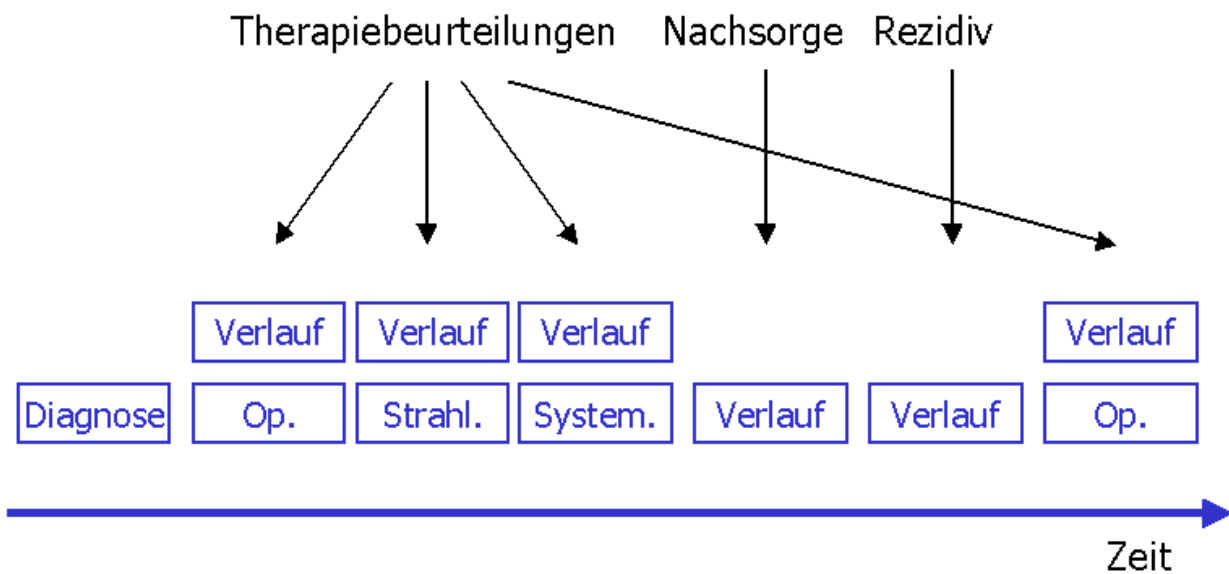 Therapiebeurteilungen Nachsorge Rezidiv
Verlauf Verlauf Verlauf Verlauf
Diagnose Op. Strahl. System. Verlauf Verlauf Op.
Zeit